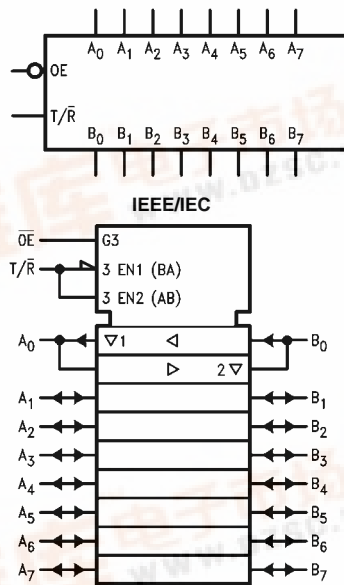 A₀ A₁ A₂ A₃ A₄ A₅ A₆ A₇
OE
T/R̅
B₀ B₁ B₂ B₃ B₄ B₅ B₆ B₇
IEEE/IEC
O̅E̅ G3
T/R̅ 3 EN1 (BA)
3 EN2 (AB)
A₀ ▽1 ◁ B₀
▷ 2▽
A₁ B₁
A₂ B₂
A₃ B₃
A₄ B₄
A₅ B₅
A₆ B₆
A₇ B₇